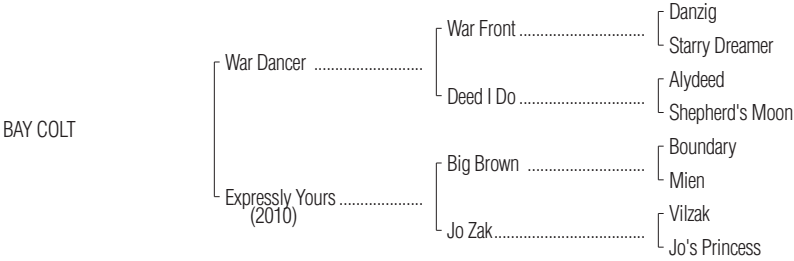 Danzig
War Front ..............................
Starry Dreamer
War Dancer ..........................
Alydeed
Deed I Do ..............................
Shepherd's Moon
BAY COLT
Boundary
Big Brown ............................
Mien
Expressly Yours ....................
(2010)
Vilzak
Jo Zak....................................
Jo's Princess